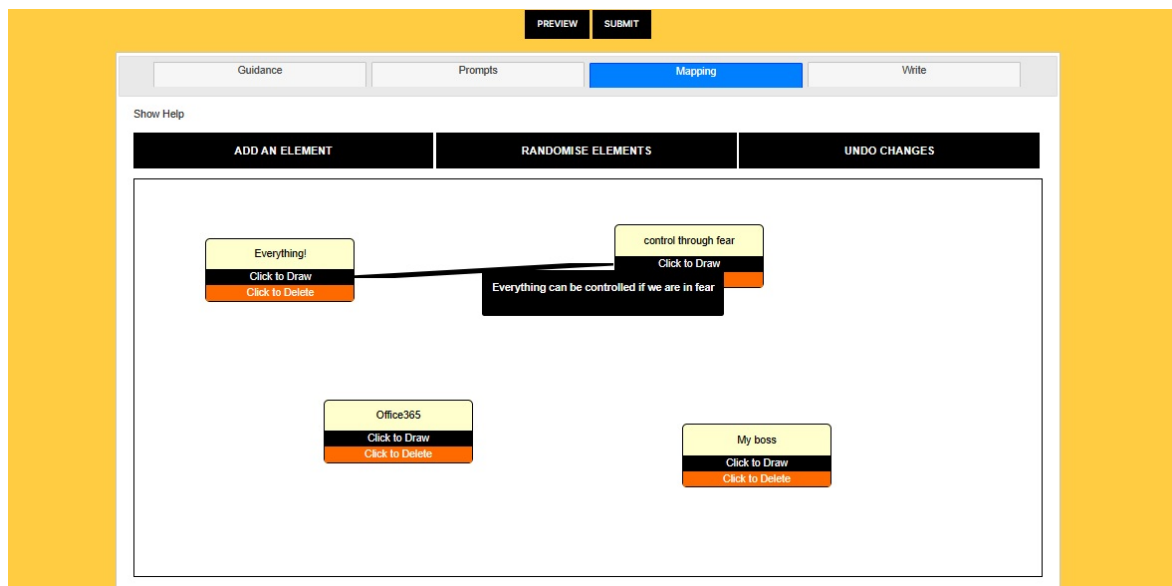 PREVIEW SUBMIT
Guidance Prompts Mapping Write
Show Help
ADD AN ELEMENT RANDOMISE ELEMENTS UNDO CHANGES
Everything!
Click to Draw
Click to Delete
control through fear
Click to Draw
Everything can be controlled if we are in fear
Office365
Click to Draw
Click to Delete
My boss
Click to Draw
Click to Delete